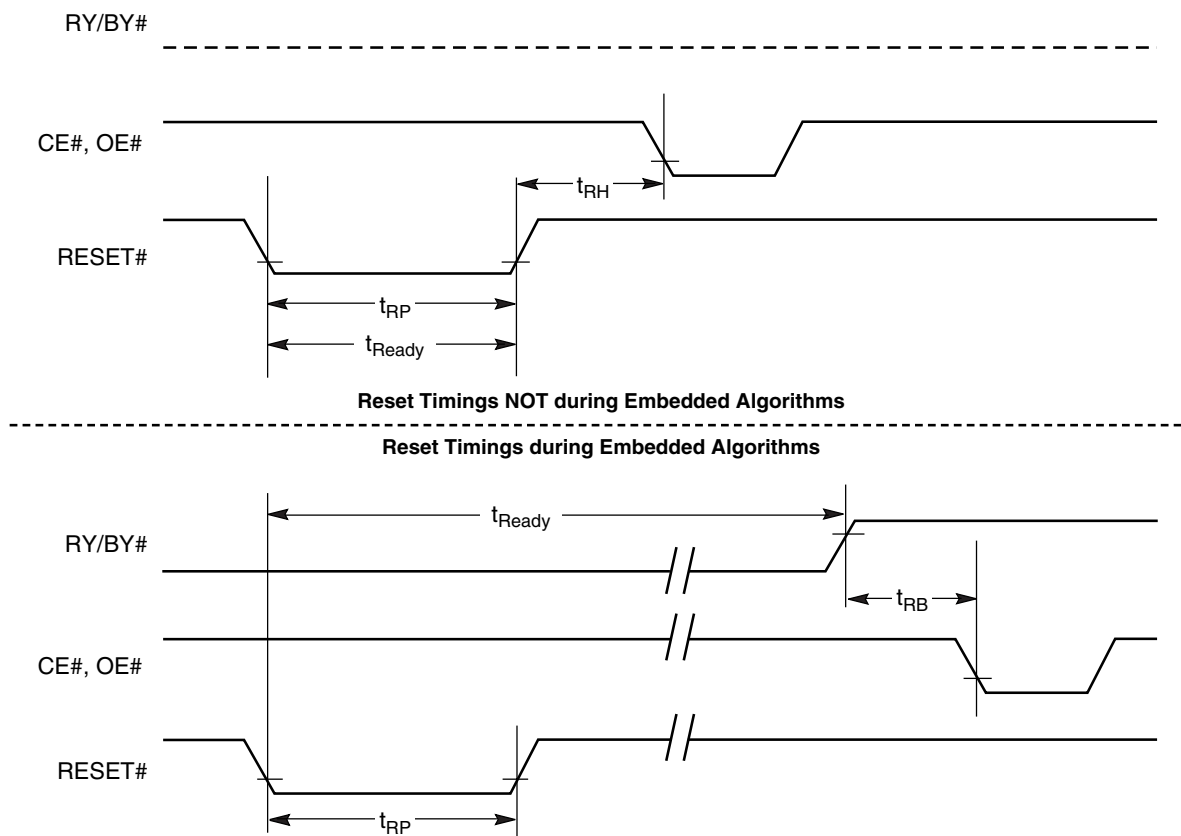 RY/BY#
CE#, OE#
tRH
RESET#
tRP
tReady
Reset Timings NOT during Embedded Algorithms
Reset Timings during Embedded Algorithms
tReady
RY/BY#
tRB
CE#, OE#
RESET#
tRP